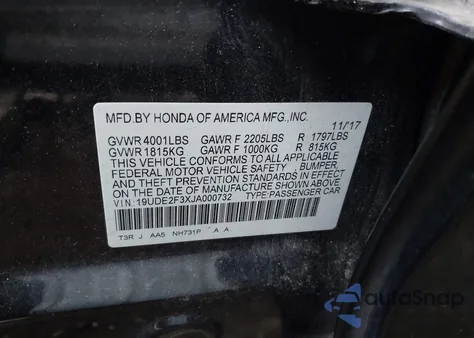 MFD.BY HONDA OF AMERICA MFG.,INC.
11/17
GVWR 4001LBS GAWR F 2205LBS R 1797LBS
GVWR 1815KG GAWR F 1000KG R 815KG
THIS VEHICLE CONFORMS TO ALL APPLICABLE
FEDERAL MOTOR VEHICLE SAFETY BUMPER,
AND THEFT PREVENTION STANDARDS IN EFFECT
ON THE DATE OF MANUFACTURE SHOWN ABOVE.
VIN: 19UDE2F3XJA000732 TYPE: PASSENGER CAR
T3R J AA5 NH731P A A
autoSnap